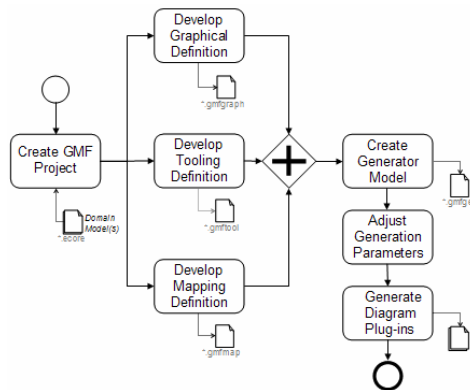 Develop
Graphical
Definition
*.gmfgraph
Create GMF
Project
Domain
Model(s)
*.ecore
Develop
Tooling
Definition
*.gmftool
Develop
Mapping
Definition
*.gmfmap
Create
Generator
Model
*.gmfge
Adjust
Generation
Parameters
Generate
Diagram
Plug-ins